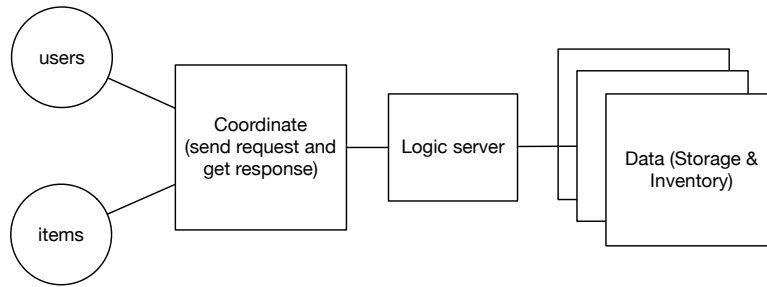 users
Coordinate
(send request and
get response)
Logic server
Data (Storage &
Inventory)
items